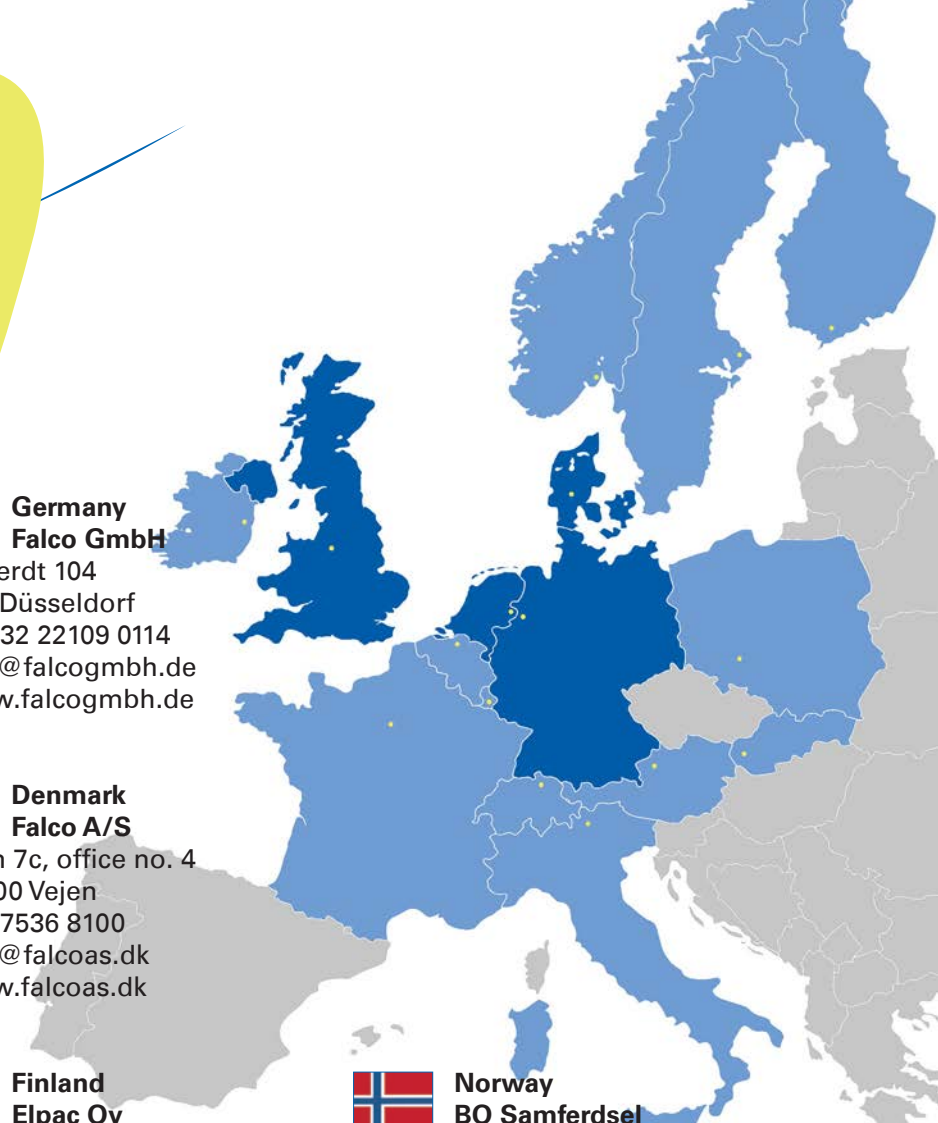 Germany
Falco GmbH
erdt 104
Düsseldorf
32 22109 0114
@falcogmbh.de
w.falcogmbh.de
Denmark
Falco A/S
n 7c, office no. 4
00 Vejen
7536 8100
@falcoas.dk
w.falcoas.dk
Finland
Elpac Oy
Norway
BO Samferdsel